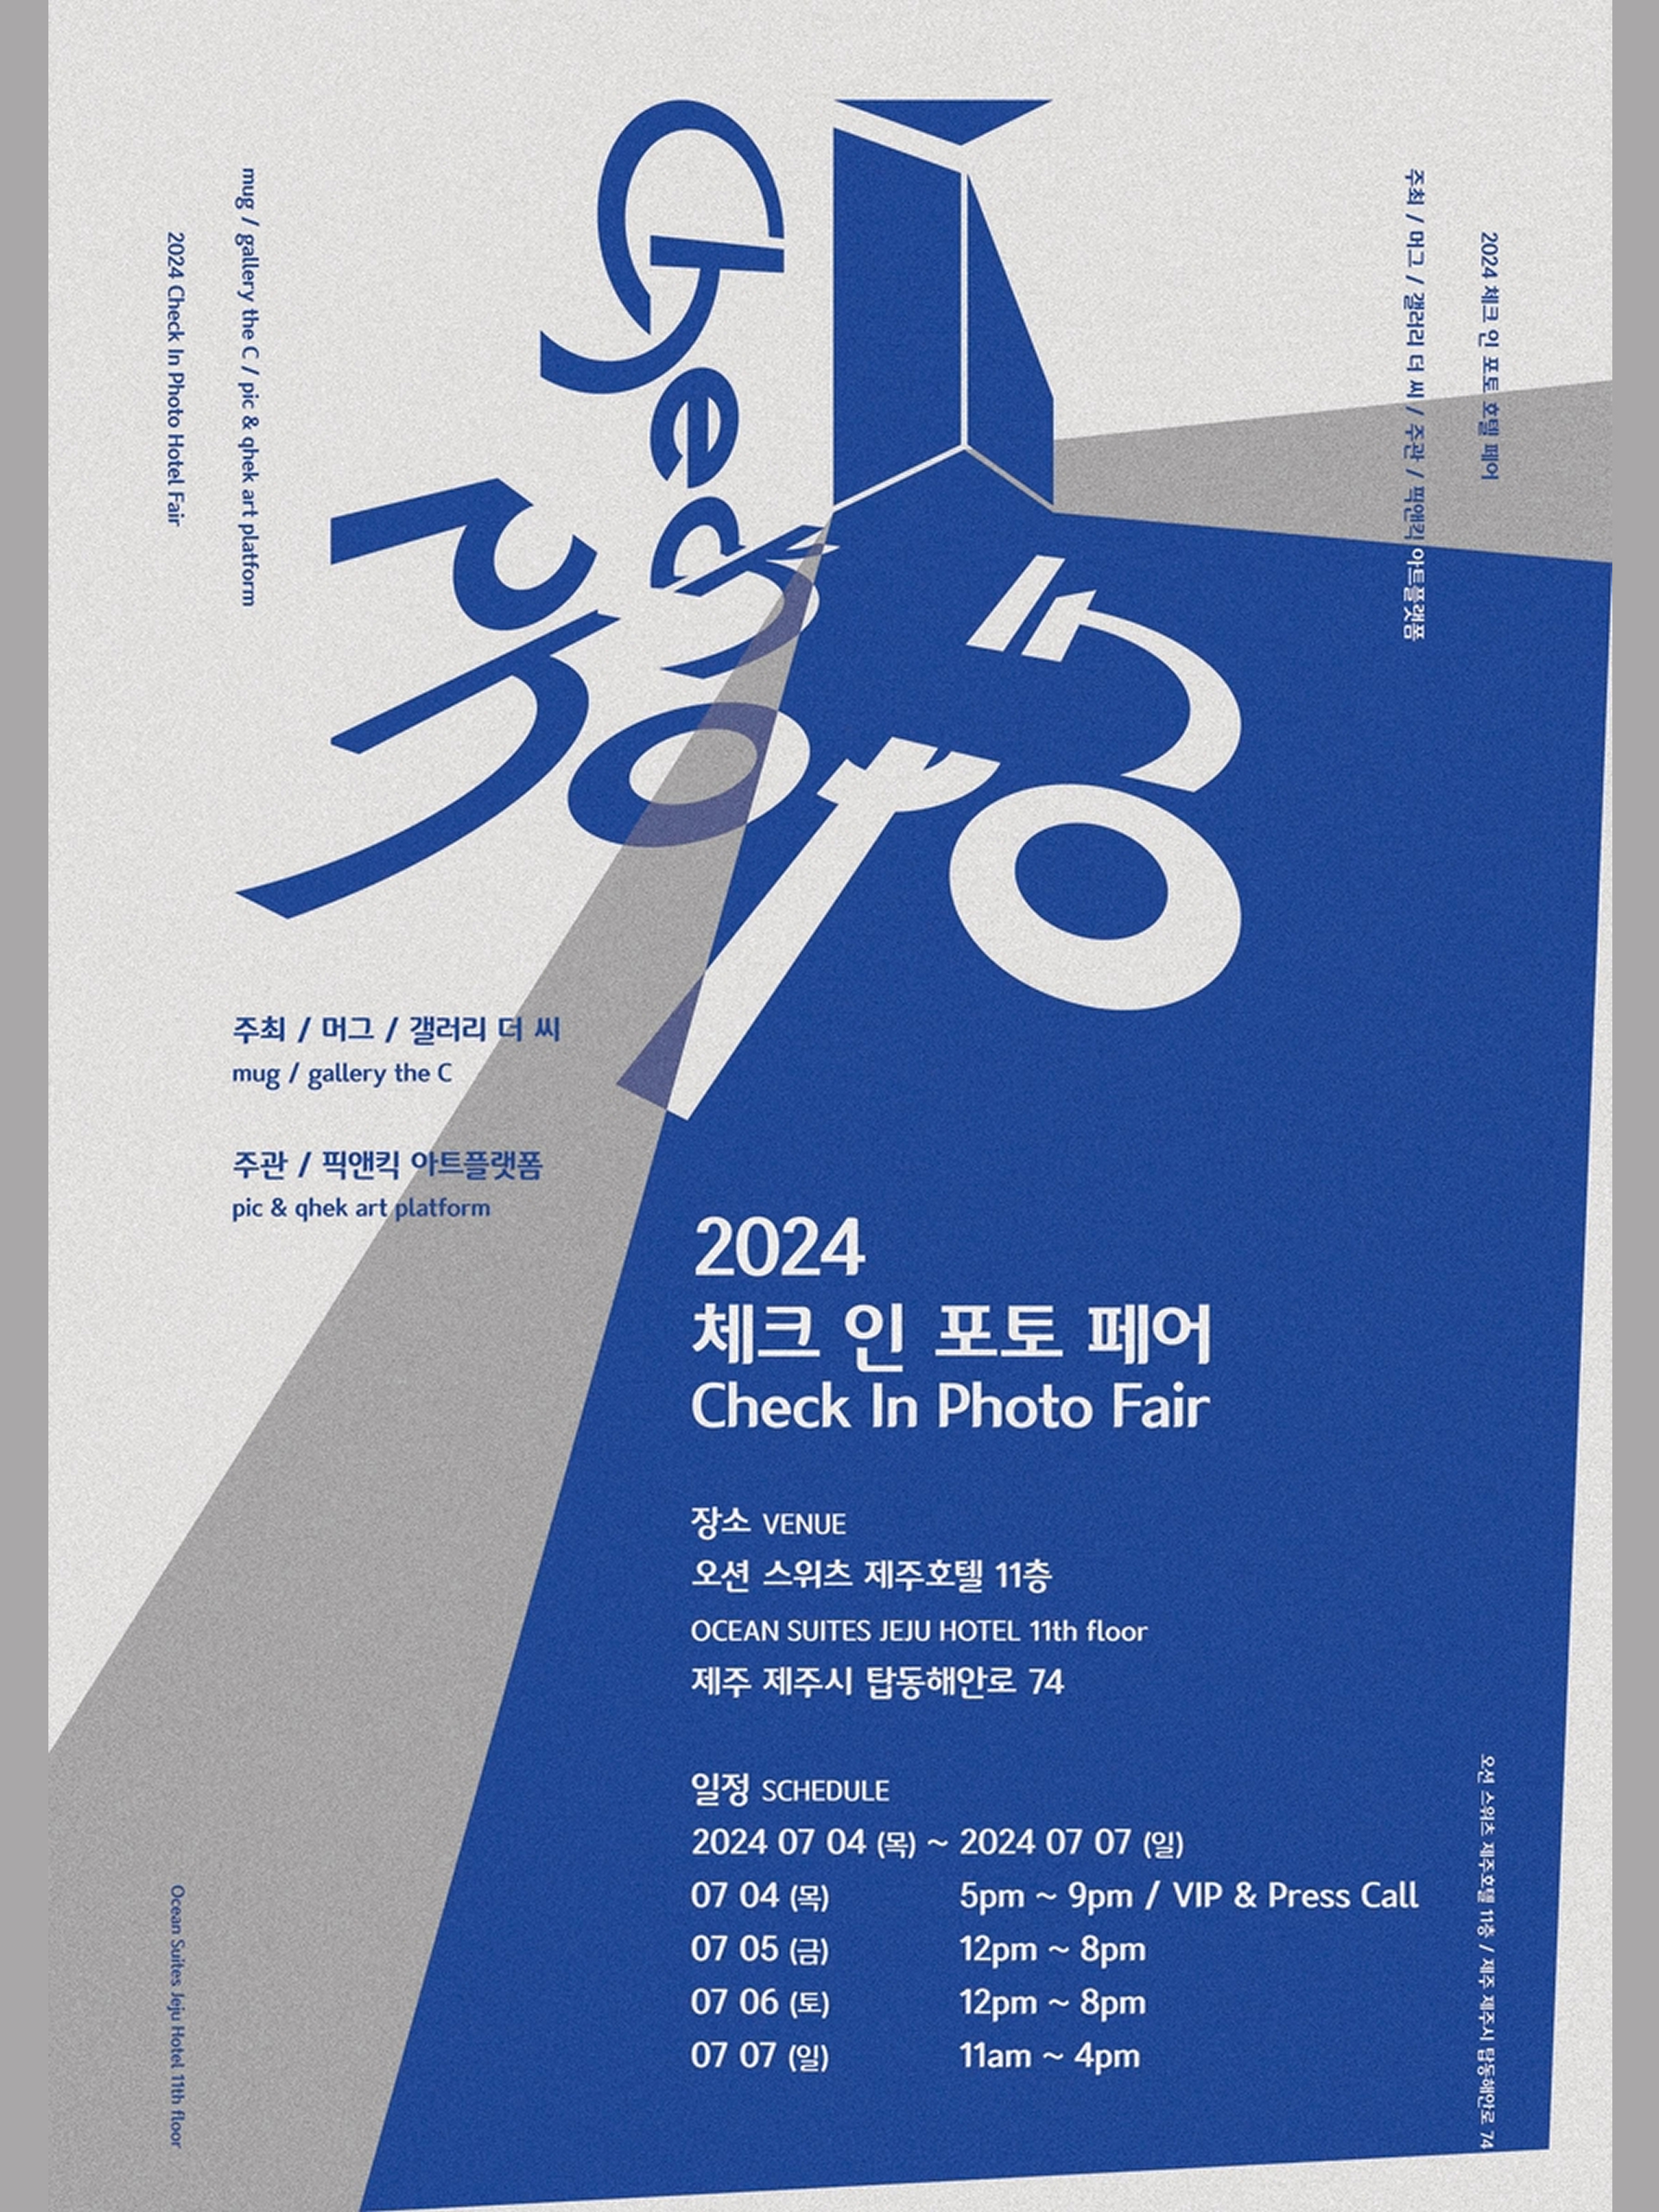 Check
in
Photo
2024 Check In Photo Hotel Fair
mug / gallery the C / pic & qhek art platform
주최 / 머그 / 갤러리 더 씨 / 주관 / 픽앤킥 아트플랫폼
2024 체크 인 포토 호텔 페어
주최 / 머그 / 갤러리 더 씨
mug / gallery the C
주관 / 픽앤킥 아트플랫폼
pic & qhek art platform
2024
체크 인 포토 페어
Check In Photo Fair
장소 VENUE
오션 스위츠 제주호텔 11층
OCEAN SUITES JEJU HOTEL 11th floor
제주 제주시 탑동해안로 74
일정 SCHEDULE
2024 07 04 (목) ~ 2024 07 07 (일)
07 04 (목) 5pm ~ 9pm / VIP & Press Call
07 05 (금) 12pm ~ 8pm
07 06 (토) 12pm ~ 8pm
07 07 (일) 11am ~ 4pm
Ocean Suites Jeju Hotel 11th floor
오션 스위츠 제주호텔 11층 / 제주 제주시 탑동해안로 74